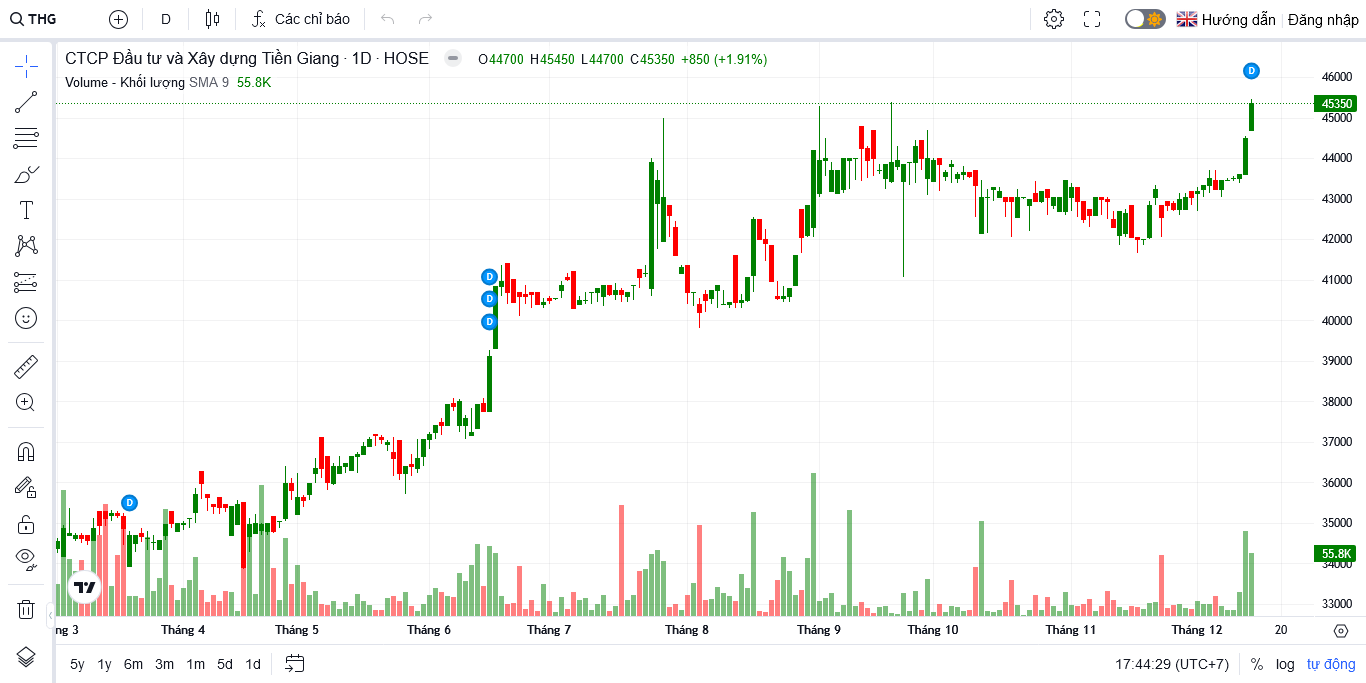 THG D Các chỉ báo Hướng dẫn Đăng nhập
CTCP Đầu tư và Xây dựng Tiền Giang · 1D · HOSE O44700 H45450 L44700 C45350 +850 (+1.91%)
Volume - Khối lượng SMA 9 55.8K
D
46000
45350
45000
44000
43000
42000
41000
40000
39000
38000
37000
36000
35000
55.8K
34000
33000
D
D
D
D
ng 3 Tháng 4 Tháng 5 Tháng 6 Tháng 7 Tháng 8 Tháng 9 Tháng 10 Tháng 11 Tháng 12 20
5y 1y 6m 3m 1m 5d 1d 17:44:29 (UTC+7) % log tự động